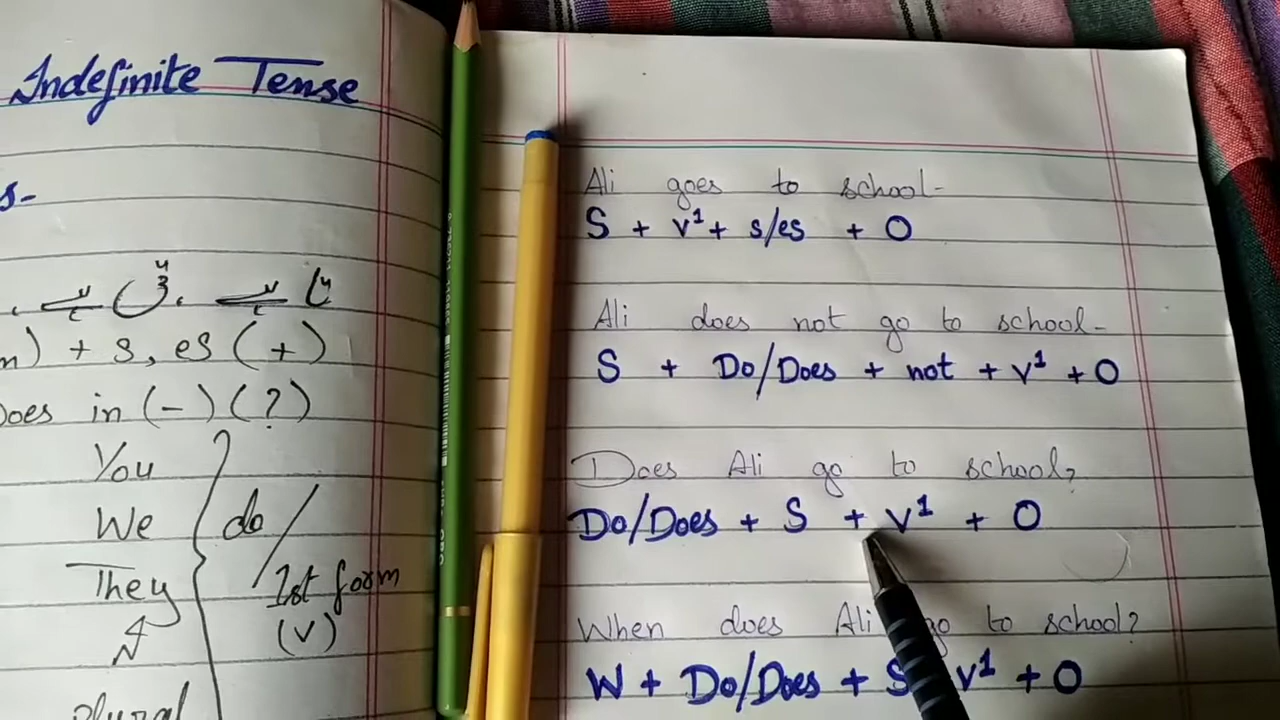 Indefinite Tense
s-
) + s, es (+)
Does in (-) (?)
You
We
do/
They
1st form
I
(V)
plural
Ali goes to school-
S + V¹ + s/es + O
Ali does not go to school-
S + Do/Does + not + V¹ + O
Does Ali go to school?
Do/Does + S + V¹ + O
When does Ali go to school?
W + Do/Does + S V¹ + O